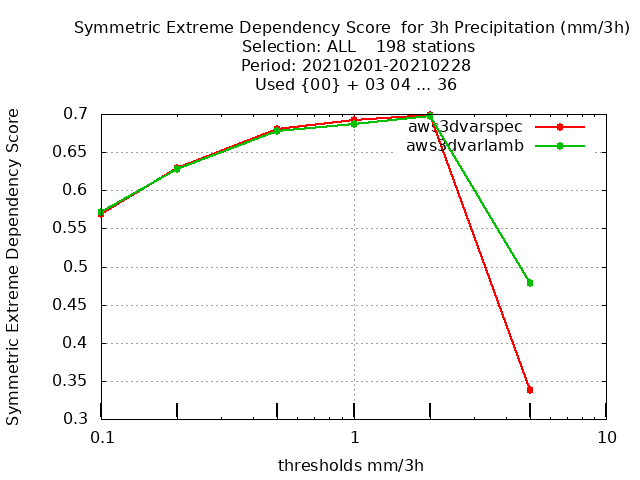 Symmetric Extreme Dependency Score  for 3h Precipitation (mm/3h)
Selection: ALL    198 stations
Period: 20210201-20210228
Used {00} + 03 04 ... 36
Symmetric Extreme Dependency Score
0.7
0.65
0.6
0.55
0.5
0.45
0.4
0.35
0.3
aws3dvarspec
aws3dvarlamb
0.1 1 10
thresholds mm/3h